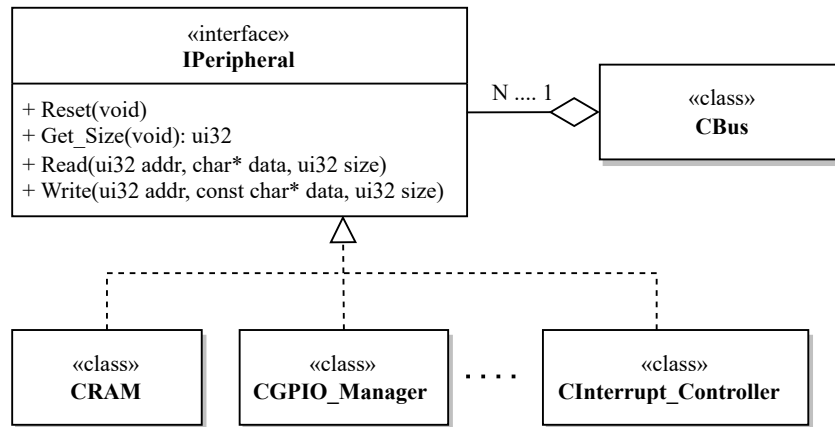 «interface»
IPeripheral
+ Reset(void)
+ Get_Size(void): ui32
+ Read(ui32 addr, char* data, ui32 size)
+ Write(ui32 addr, const char* data, ui32 size)
N .... 1
«class»
CBus
«class»
CRAM
«class»
CGPIO_Manager
. . . .
«class»
CInterrupt_Controller